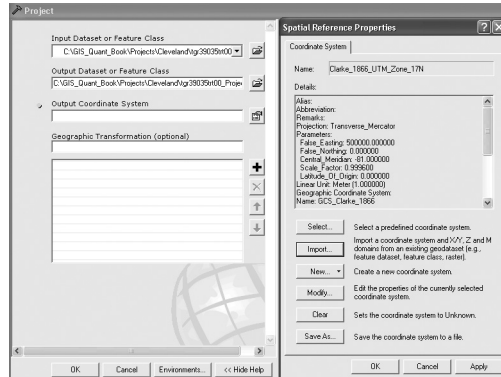 Project
Input Dataset or Feature Class
C:\GIS_Quant_Book\Projects\Cleveland\tgr39035trt00
Output Dataset or Feature Class
C:\GIS_Quant_Book\Projects\Cleveland\tgr39035trt00_Projec
Output Coordinate System
Geographic Transformation (optional)
OK
Cancel
Environments...
<< Hide Help
Spatial Reference Properties
Coordinate System
Name: Clarke_1866_UTM_Zone_17N
Details:
Alias:
Abbreviation:
Remarks:
Projection: Transverse_Mercator
Parameters:
False_Easting: 500000.000000
False_Northing: 0.000000
Central_Meridian: -81.000000
Scale_Factor: 0.999600
Latitude_Of_Origin: 0.000000
Linear Unit: Meter (1.000000)
Geographic Coordinate System:
Name: GCS_Clarke_1866
Select... Select a predefined coordinate system.
Import... Import a coordinate system and X/Y, Z and M
domains from an existing geodataset (e.g.,
feature dataset, feature class, raster).
New... Create a new coordinate system.
Modify... Edit the properties of the currently selected
coordinate system.
Clear Sets the coordinate system to Unknown.
Save As... Save the coordinate system to a file.
OK
Cancel
Apply